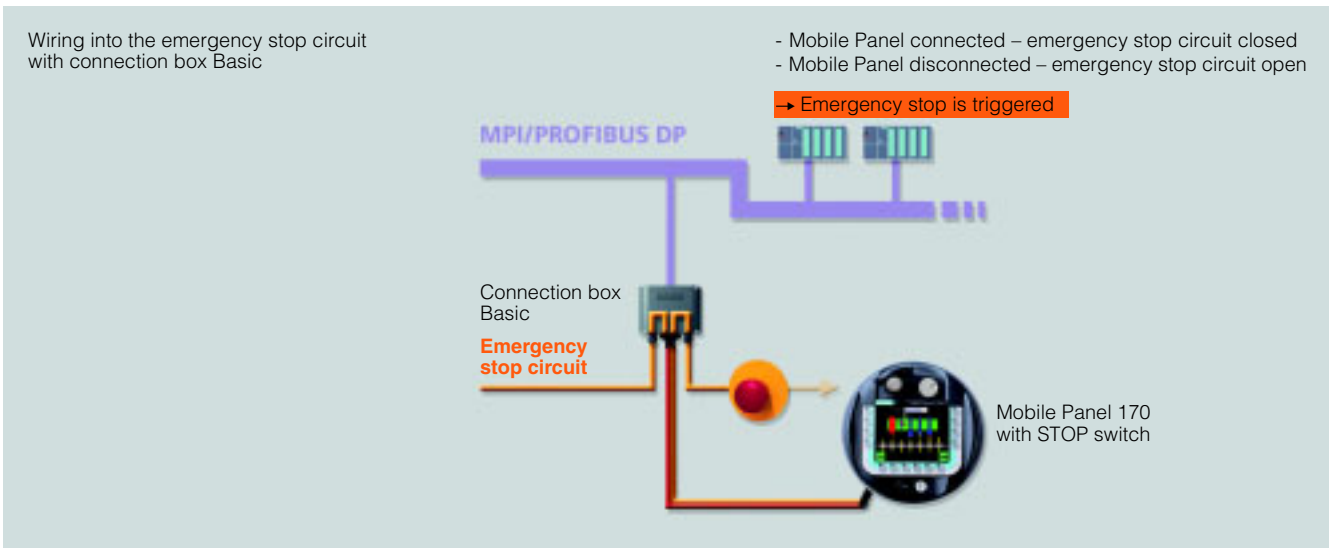 Wiring into the emergency stop circuit
with connection box Basic
- Mobile Panel connected – emergency stop circuit closed
- Mobile Panel disconnected – emergency stop circuit open
→ Emergency stop is triggered
MPI/PROFIBUS DP
Connection box
Basic
Emergency
stop circuit
Mobile Panel 170
with STOP switch